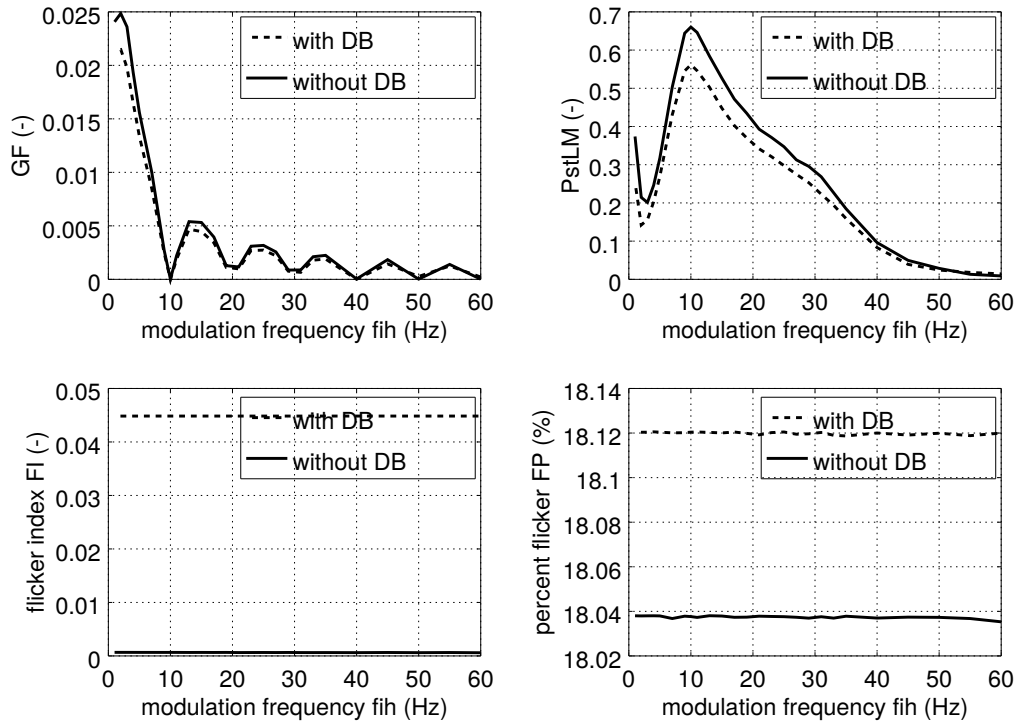 0.025
0.02
0.015
0.01
0.005
0
GF (-)
with DB
without DB
0 10 20 30 40 50 60
modulation frequency fih (Hz)
0.7
0.6
0.5
0.4
0.3
0.2
0.1
0
PstLM (-)
with DB
without DB
0 10 20 30 40 50 60
modulation frequency fih (Hz)
0.05
0.04
0.03
0.02
0.01
0
flicker index FI (-)
with DB
without DB
0 10 20 30 40 50 60
modulation frequency fih (Hz)
18.14
18.12
18.1
18.08
18.06
18.04
18.02
percent flicker FP (%)
with DB
without DB
0 10 20 30 40 50 60
modulation frequency fih (Hz)